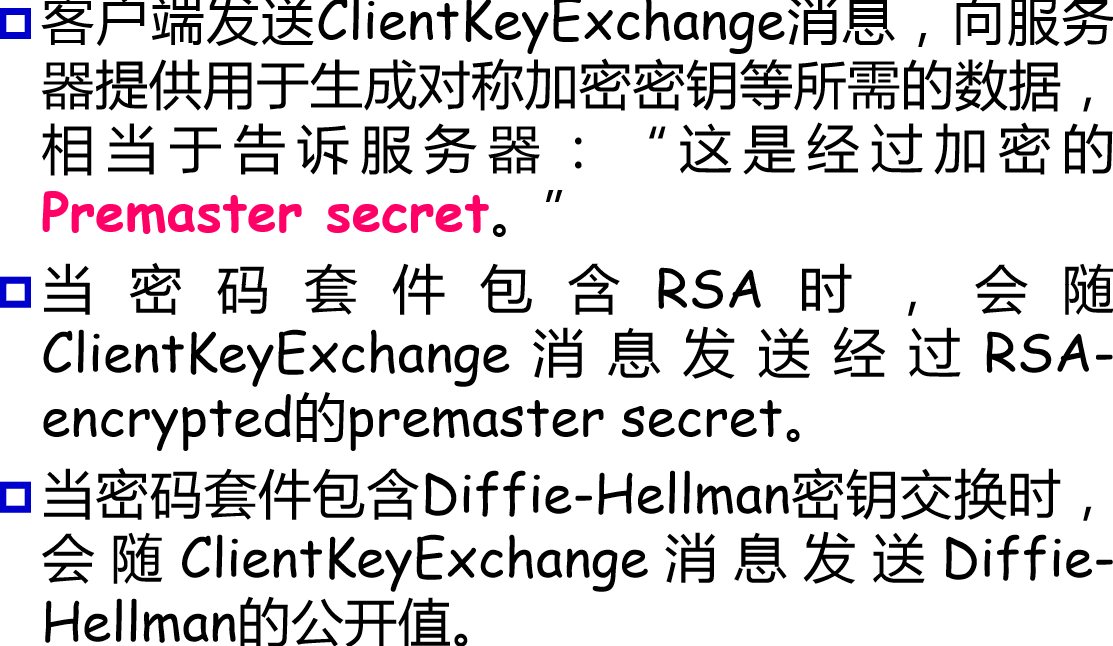 客户端发送ClientKeyExchange消息，向服务
器提供用于生成对称加密密钥等所需的数据，
相当于告诉服务器：“这是经过加密的
Premaster secret。”
当密码套件包含RSA时，会随
ClientKeyExchange消息发送经过RSA-
encrypted的premaster secret。
当密码套件包含Diffie-Hellman密钥交换时，
会随ClientKeyExchange消息发送Diffie-
Hellman的公开值。